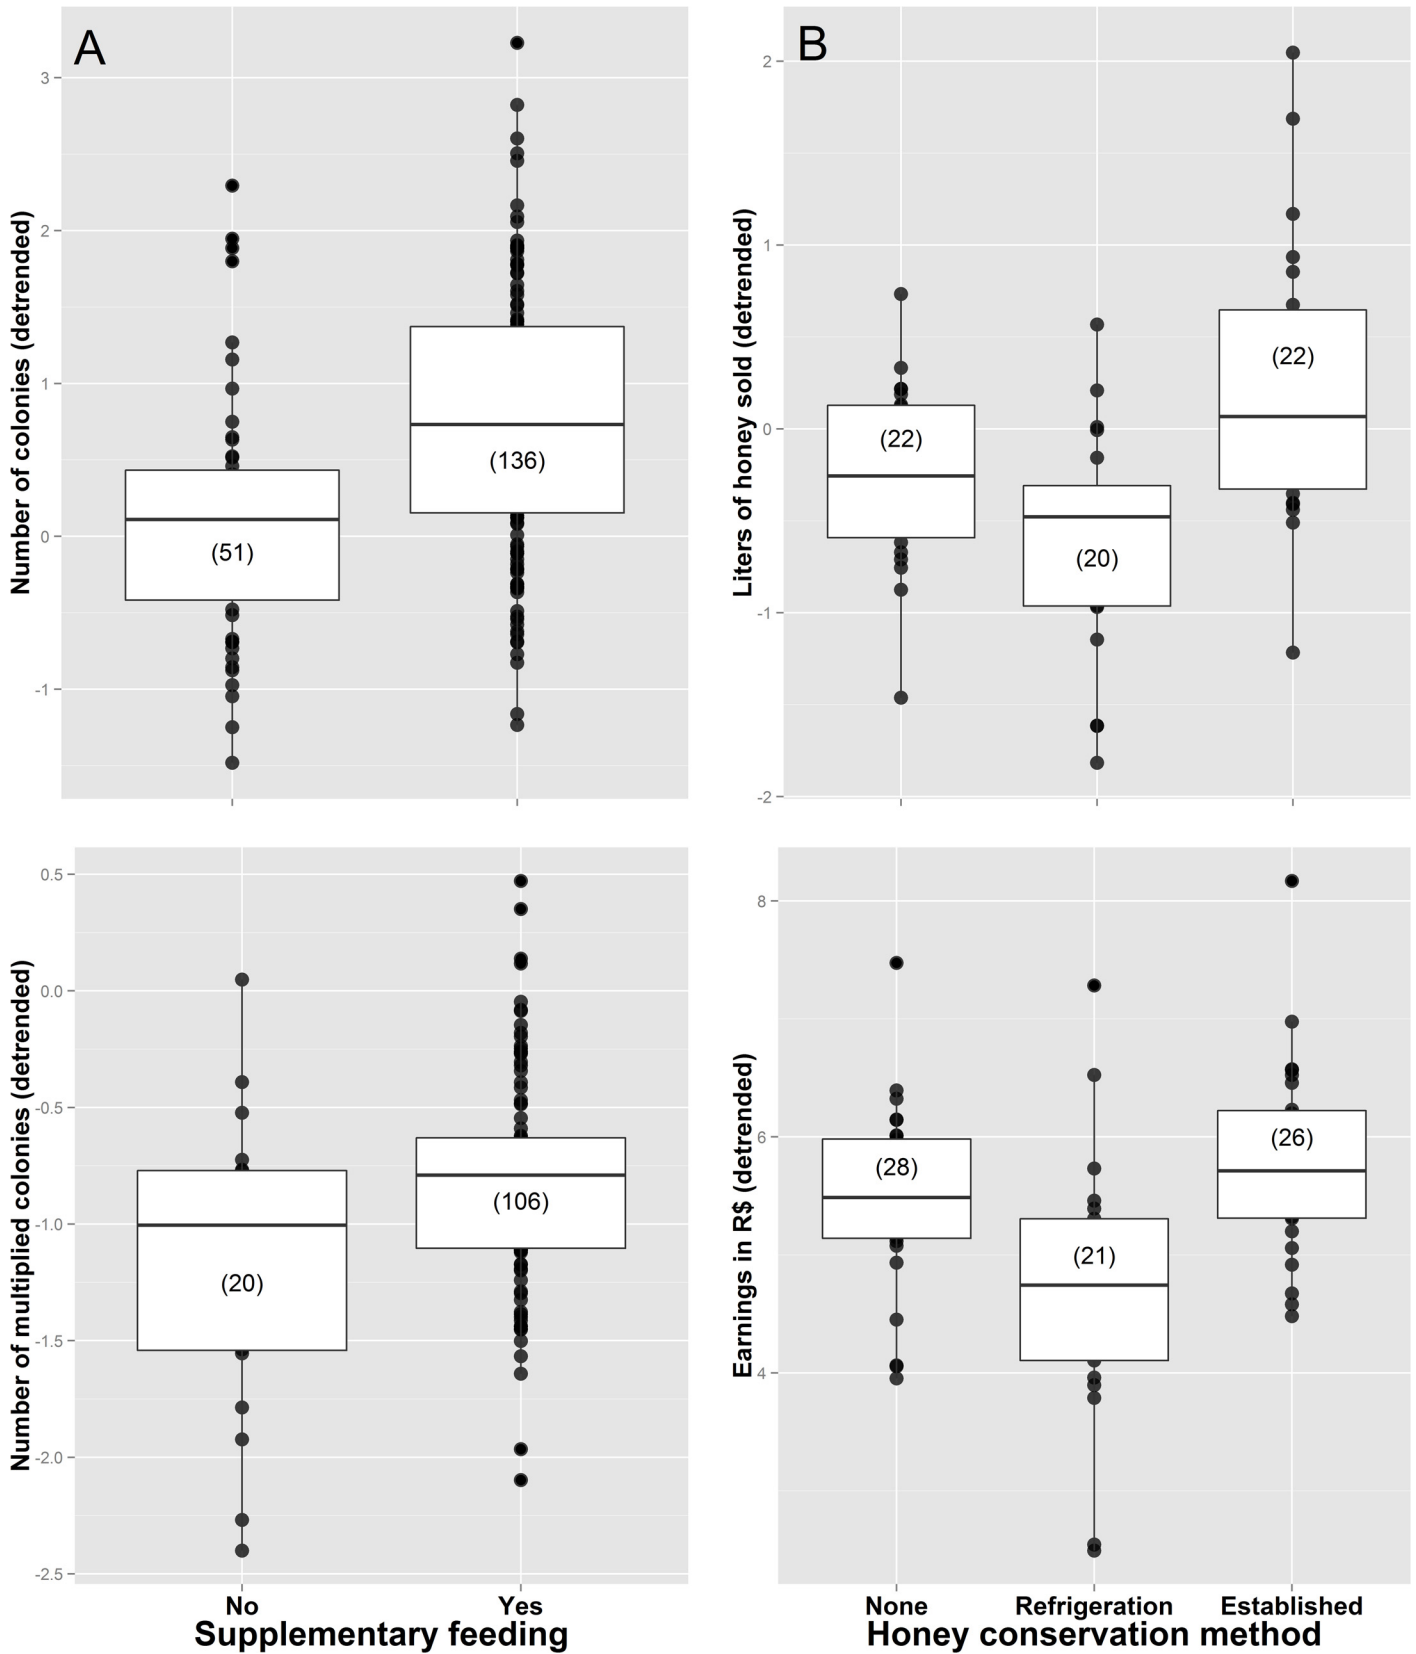 A
Number of colonies (detrended)
3
2
1
0
-1
(51)
(136)
B
Liters of honey sold (detrended)
2
1
0
-1
-2
(22)
(20)
(22)
Number of multiplied colonies (detrended)
0.5
0.0
-0.5
-1.0
-1.5
-2.0
-2.5
(20)
(106)
No
Yes
Supplementary feeding
Earnings in R$ (detrended)
8
6
4
(28)
(21)
(26)
None
Refrigeration
Established
Honey conservation method